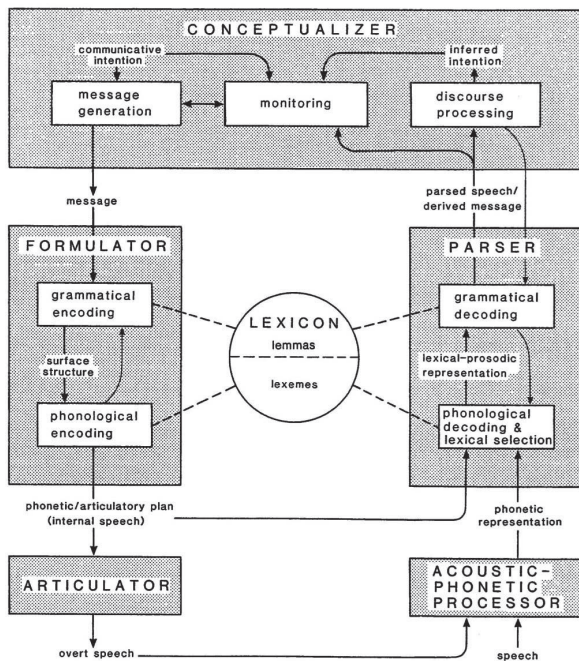 CONCEPTUALIZER
communicative
intention
inferred
intention
message
generation
monitoring
discourse
processing
message
parsed speech/
derived message
FORMULATOR
grammatical
encoding
surface
structure
phonological
encoding
LEXICON
lemmas
lexemes
PARSER
grammatical
decoding
lexical-prosodic
representation
phonological
decoding &
lexical selection
phonetic/articulatory plan
(internal speech)
phonetic
representation
ARTICULATOR
ACOUSTIC-
PHONETIC
PROCESSOR
overt speech
speech